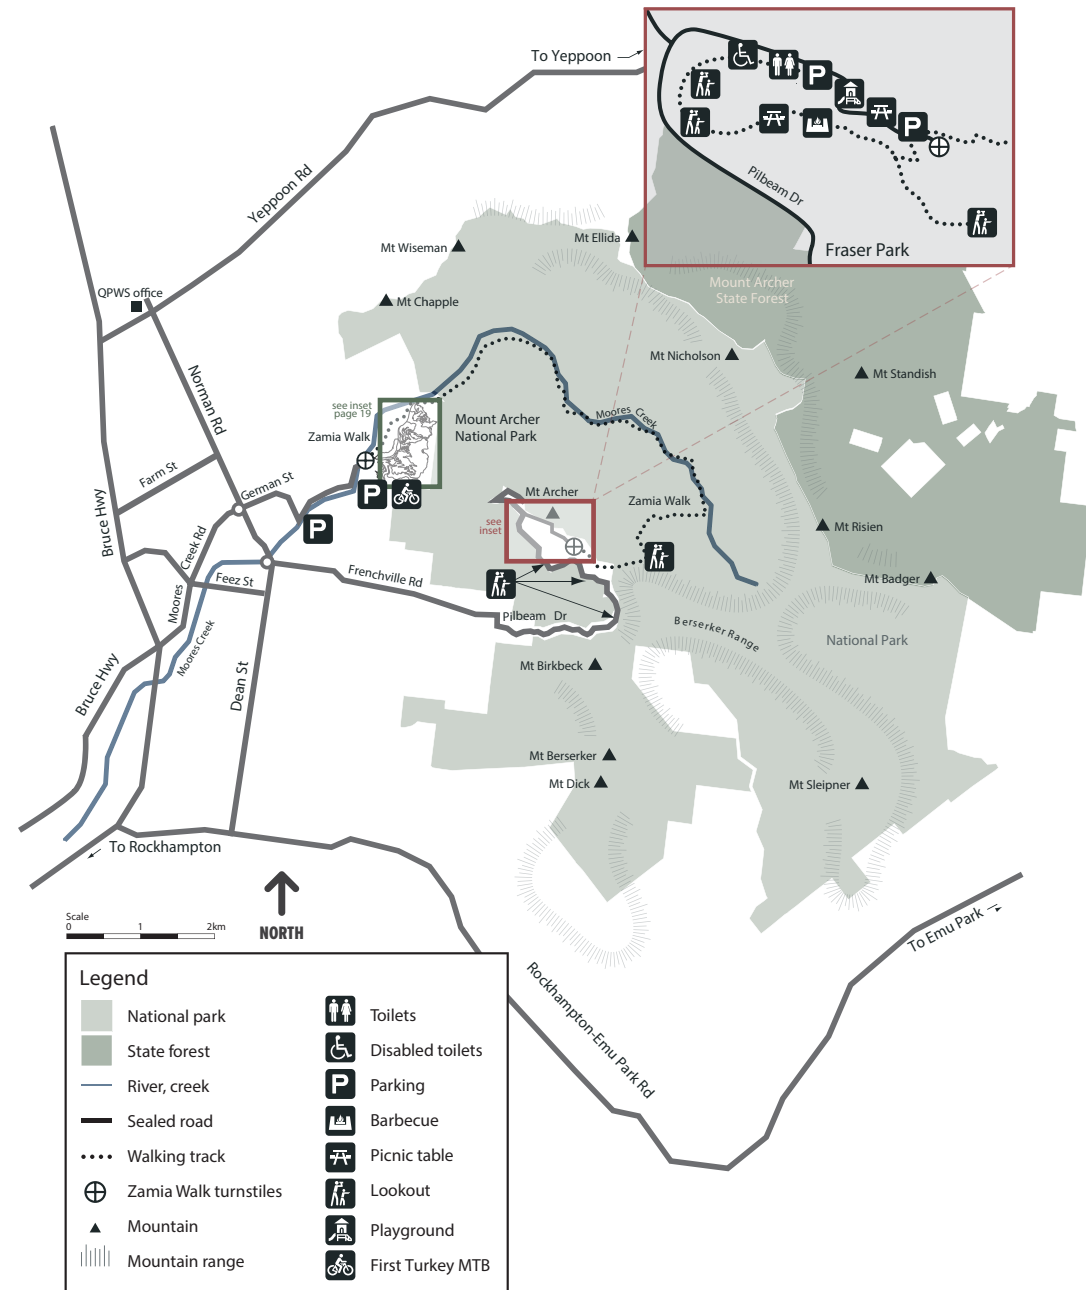 To Yeppoon
Yeppoon Rd
Pilbeam Dr
Fraser Park
Mt Wiseman
Mt Ellida
Mount Archer
State Forest
QPWS office
Mt Chapple
Mt Nicholson
Mt Standish
Norman Rd
see inset
page 19
Mount Archer
National Park
Moores Creek
Zamia Walk
Farm St
German St
Mt Archer
Zamia Walk
see
inset
Bruce Hwy
Mt Risien
Moores Creek Rd
Feez St
Frenchville Rd
Mt Badger
Pilbeam Dr
Berserker Range
National Park
Moores Creek
Mt Birkbeck
Bruce Hwy
Dean St
Mt Berserker
Mt Dick
Mt Sleipner
To Rockhampton
Scale
0 1 2km
NORTH
To Emu Park
Rockhampton-Emu Park Rd
Legend
National park
State forest
River, creek
Sealed road
Walking track
Zamia Walk turnstiles
Mountain
Mountain range
Toilets
Disabled toilets
P Parking
Barbecue
Picnic table
Lookout
Playground
First Turkey MTB
P
P
P
P